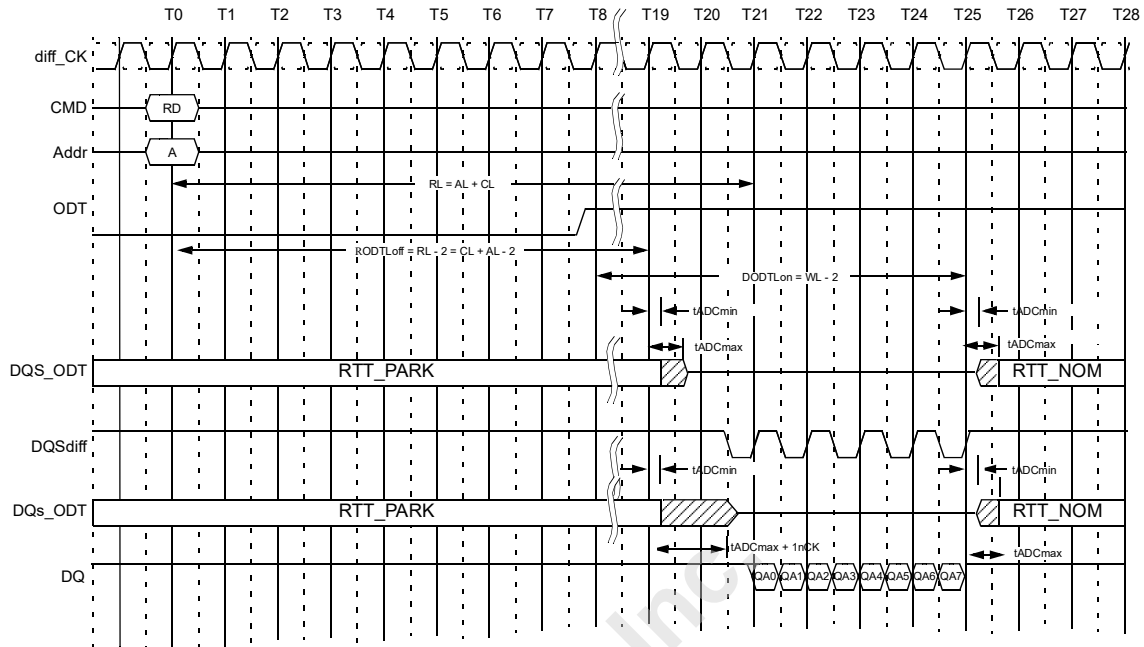 T0 T1 T2 T3 T4 T5 T6 T7 T8 T19 T20 T21 T22 T23 T24 T25 T26 T27 T28
diff_CK
CMD RD
Addr A
RL = AL + CL
ODT
RODTLoff = RL - 2 = CL + AL - 2
DODTLon = WL - 2
tADCmin tADCmin
tADCmax tADCmax
DQS_ODT RTT_PARK RTT_NOM
DQSdiff
tADCmin tADCmin
DQs_ODT RTT_PARK RTT_NOM
tADCmax + 1nCK tADCmax
DQ QA0 QA1 QA2 QA3 QA4 QA5 QA6 QA7
Inc.